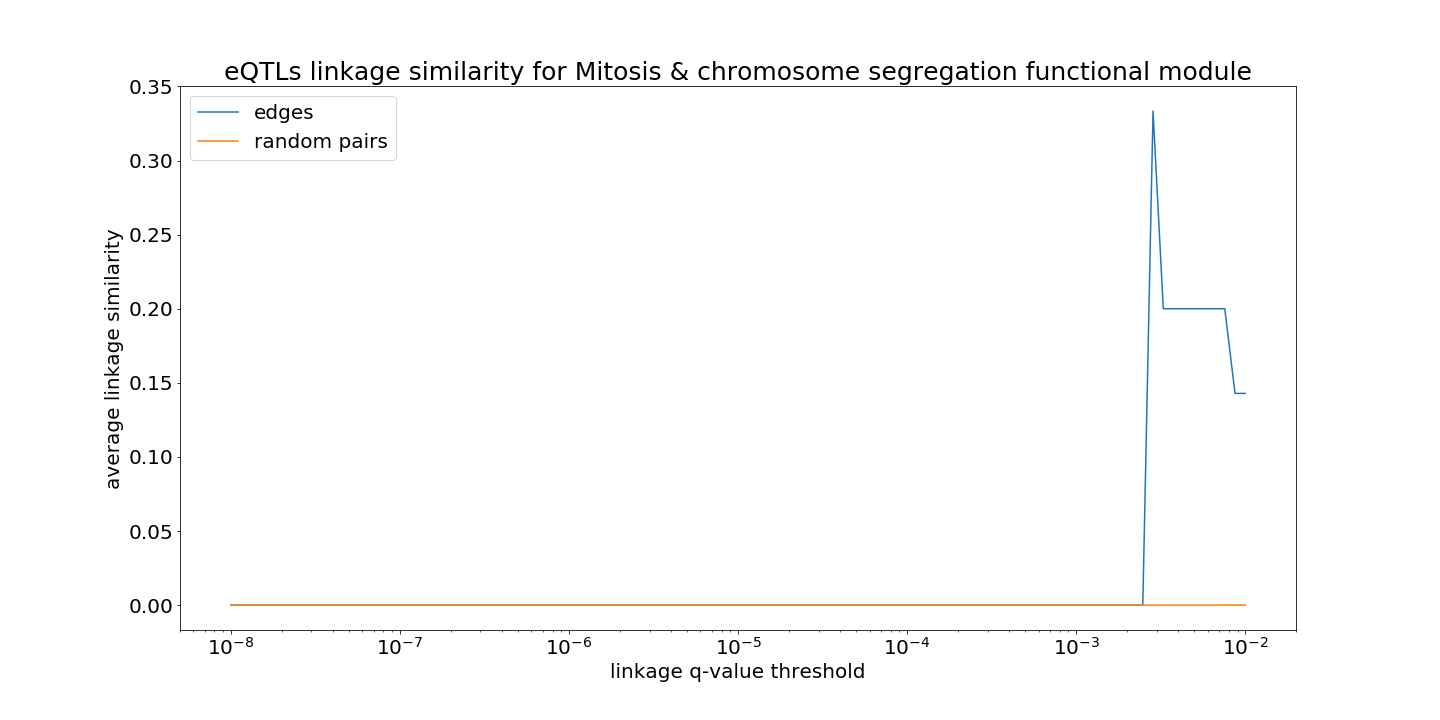 eQTLs linkage similarity for Mitosis & chromosome segregation functional module
edges
random pairs
average linkage similarity
0.35
0.30
0.25
0.20
0.15
0.10
0.05
0.00
10⁻⁸ 10⁻⁷ 10⁻⁶ 10⁻⁵ 10⁻⁴ 10⁻³ 10⁻²
linkage q-value threshold